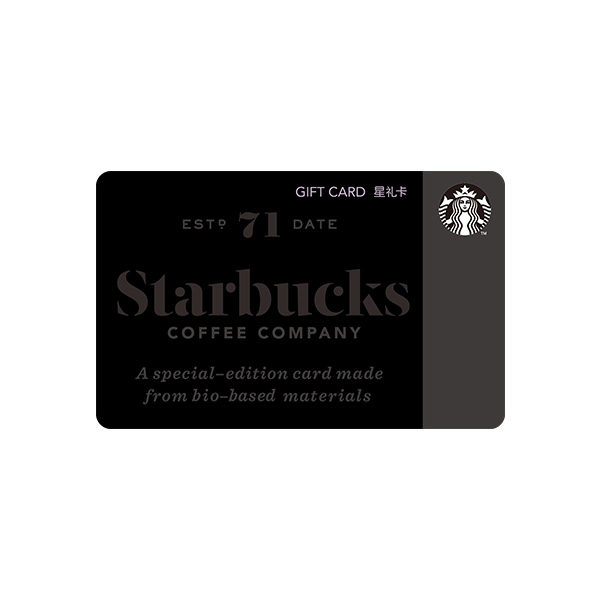 GIFT CARD 星礼卡
ESTD 71 DATE
Starbucks
COFFEE COMPANY
A special-edition card made
from bio-based materials
TM